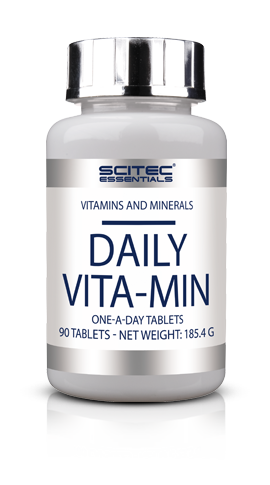 SCITEC®
ESSENTIALS
VITAMINS AND MINERALS
DAILY
VITA-MIN
ONE-A-DAY TABLETS
90 TABLETS - NET WEIGHT: 185.4 G